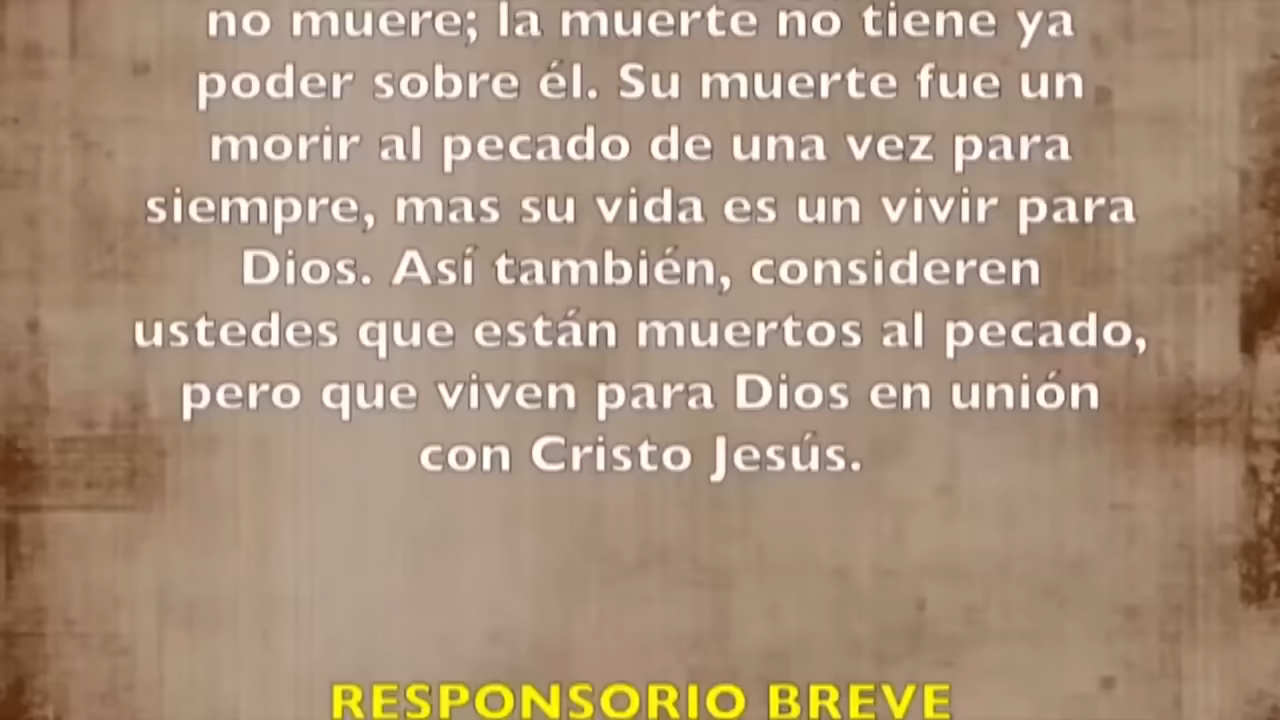 no muere; la muerte no tiene ya
poder sobre él. Su muerte fue un
morir al pecado de una vez para
siempre, mas su vida es un vivir para
Dios. Así también, consideren
ustedes que están muertos al pecado,
pero que viven para Dios en unión
con Cristo Jesús.
RESPONSORIO BREVE